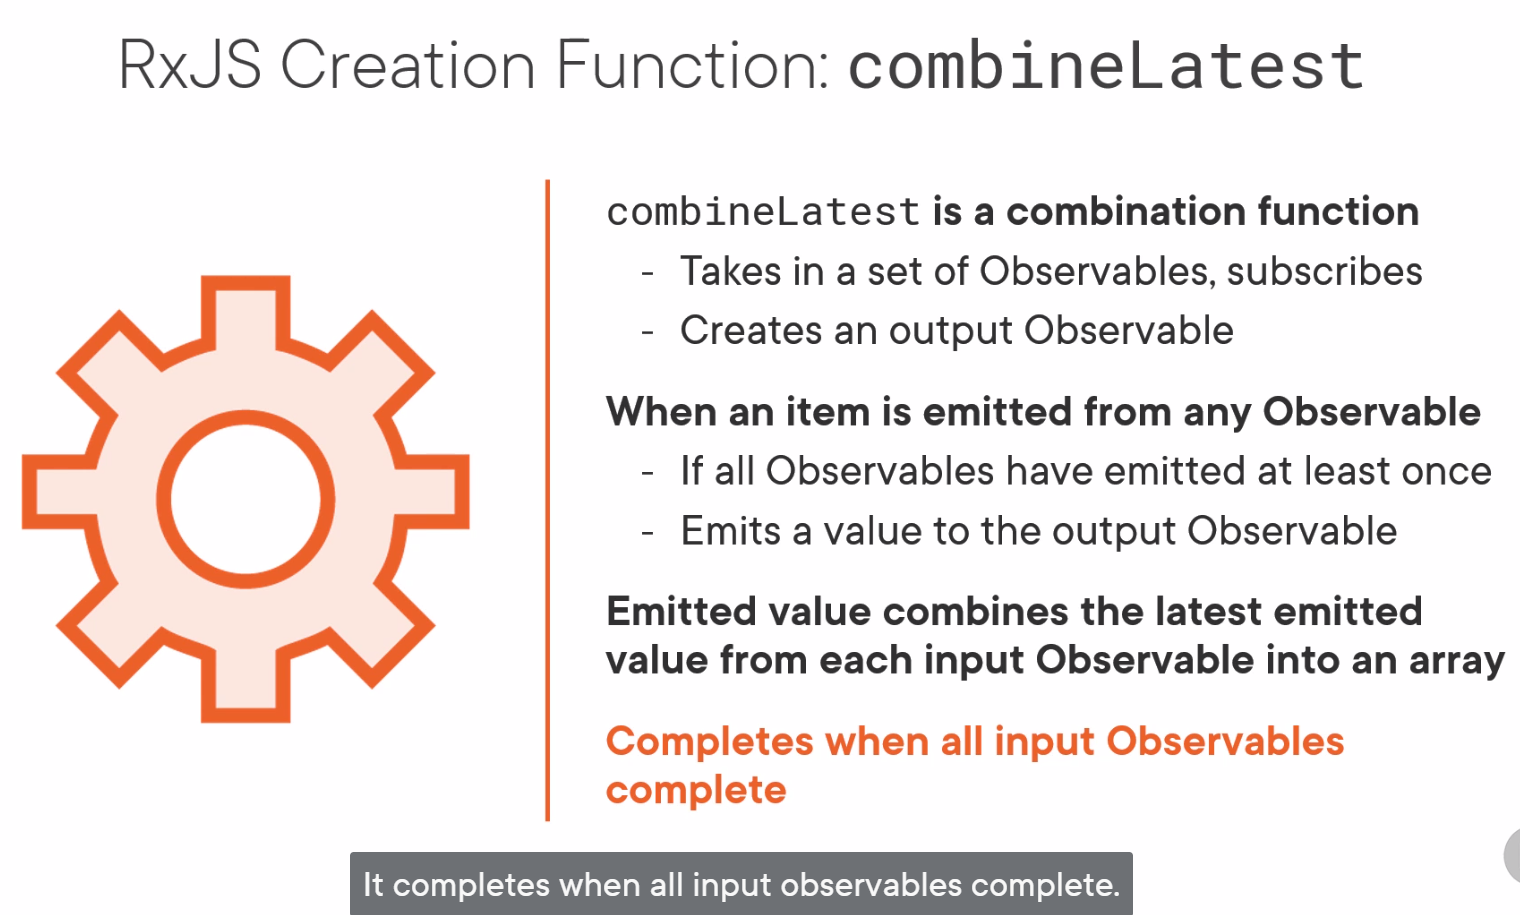 RxJS Creation Function: combineLatest
combineLatest is a combination function
- Takes in a set of Observables, subscribes
- Creates an output Observable
When an item is emitted from any Observable
- If all Observables have emitted at least once
- Emits a value to the output Observable
Emitted value combines the latest emitted
value from each input Observable into an array
Completes when all input Observables
complete
It completes when all input observables complete.